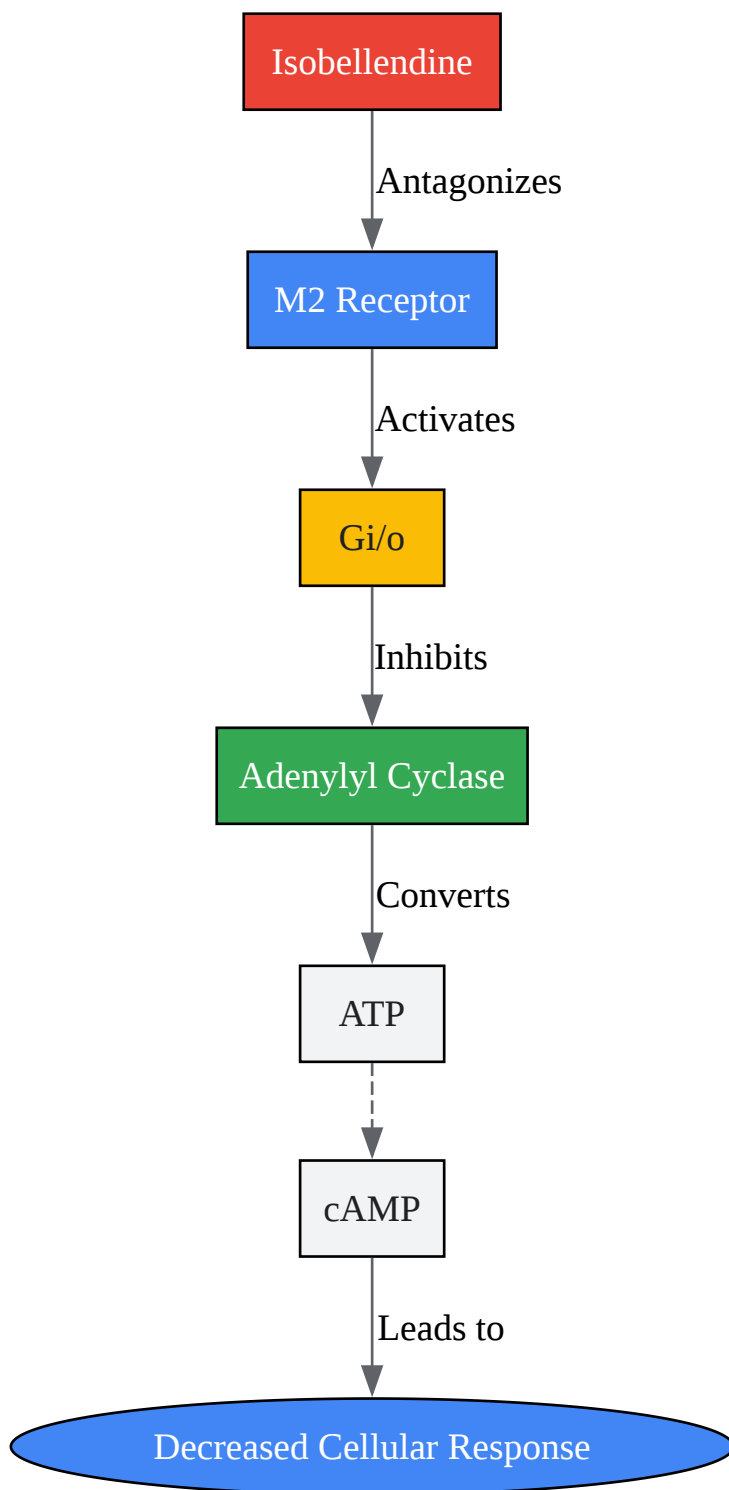 Isobellendine
Antagonizes
M2 Receptor
Activates
Gi/o
Inhibits
Adenylyl Cyclase
Converts
ATP
cAMP
Leads to
Decreased Cellular Response